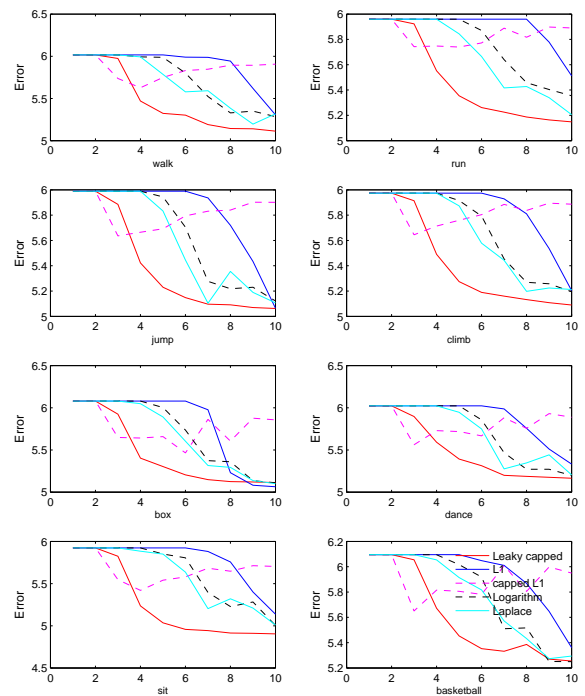 6.5
6
5.5
5
Error
0 2 4 6 8 10
walk
6
5.8
5.6
5.4
5.2
5
Error
0 2 4 6 8 10
run
6
5.8
5.6
5.4
5.2
5
Error
0 2 4 6 8 10
jump
6
5.8
5.6
5.4
5.2
5
Error
0 2 4 6 8 10
climb
6.5
6
5.5
5
Error
0 2 4 6 8 10
box
6.5
6
5.5
5
Error
0 2 4 6 8 10
dance
6
5.5
5
4.5
Error
0 2 4 6 8 10
sit
6.2
6
5.8
5.6
5.4
5.2
Error
0 2 4 6 8 10
basketball
Leaky capped
L1
capped L1
Logarithm
Laplace